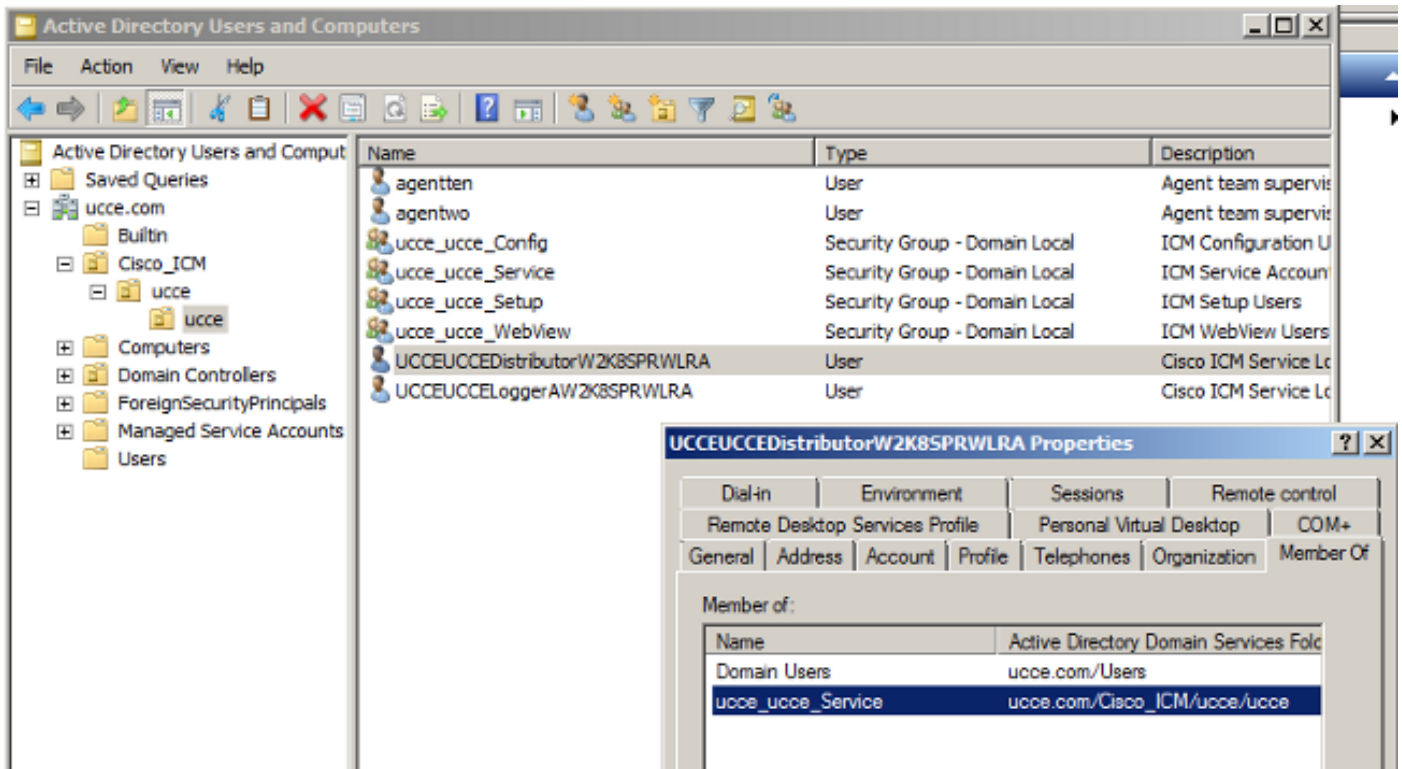 Active Directory Users and Computers
File Action View Help
Active Directory Users and Comput
Saved Queries
ucce.com
Builtin
Cisco_ICM
ucce
ucce
Computers
Domain Controllers
ForeignSecurityPrincipals
Managed Service Accounts
Users
Name Type Description
agentten User Agent team supervis
agentwo User Agent team supervis
ucce_ucce_Config Security Group - Domain Local ICM Configuration U
ucce_ucce_Service Security Group - Domain Local ICM Service Account
ucce_ucce_Setup Security Group - Domain Local ICM Setup Users
ucce_ucce_WebView Security Group - Domain Local ICM WebView Users
UCCEUCCEDistributorW2K8SPRWLRA User Cisco ICM Service Lo
UCCEUCCELoggerAW2K8SPRWLRA User Cisco ICM Service Lo
UCCEUCCEDistributorW2K8SPRWLRA Properties
Dial-in Environment Sessions Remote control
Remote Desktop Services Profile Personal Virtual Desktop COM+
General Address Account Profile Telephones Organization Member Of
Member of:
Name Active Directory Domain Services Fold
Domain Users ucce.com/Users
ucce_ucce_Service ucce.com/Cisco_ICM/ucce/ucce